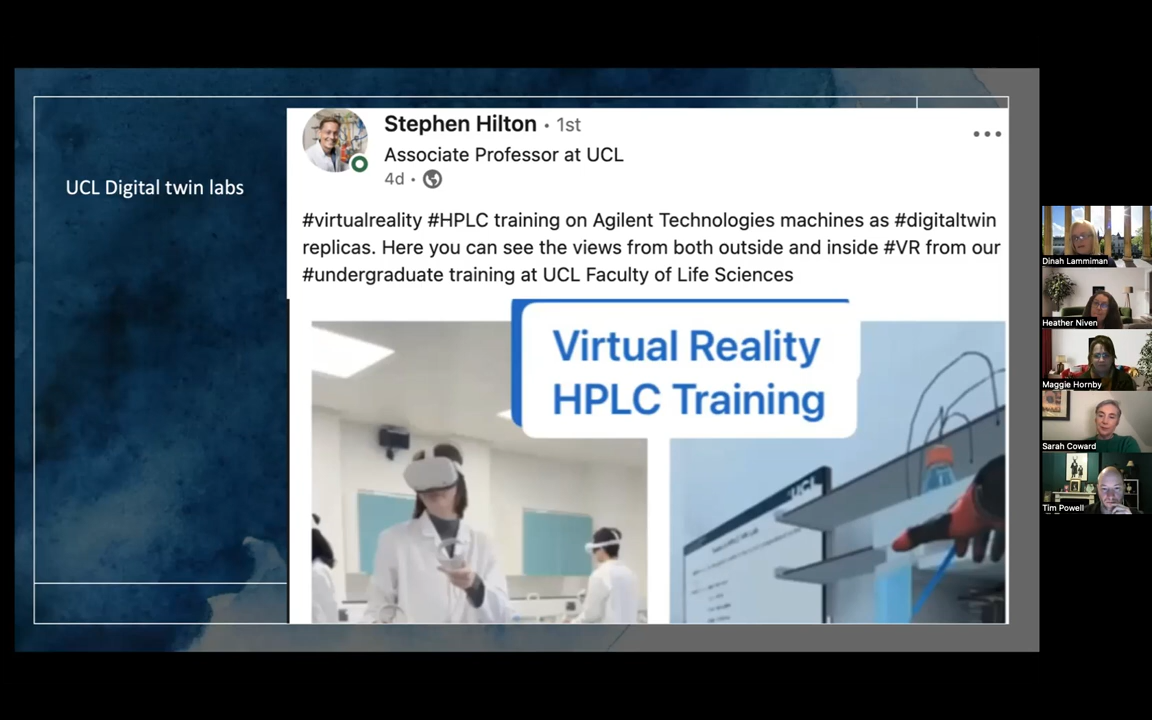 UCL Digital twin labs
Stephen Hilton · 1st
Associate Professor at UCL
4d ·
#virtualreality #HPLC training on Agilent Technologies machines as #digitaltwin
replicas. Here you can see the views from both outside and inside #VR from our
#undergraduate training at UCL Faculty of Life Sciences
Virtual Reality
HPLC Training
UCL
Dinah Lammiman
Heather Niven
Maggie Hornby
Sarah Coward
Tim Powell